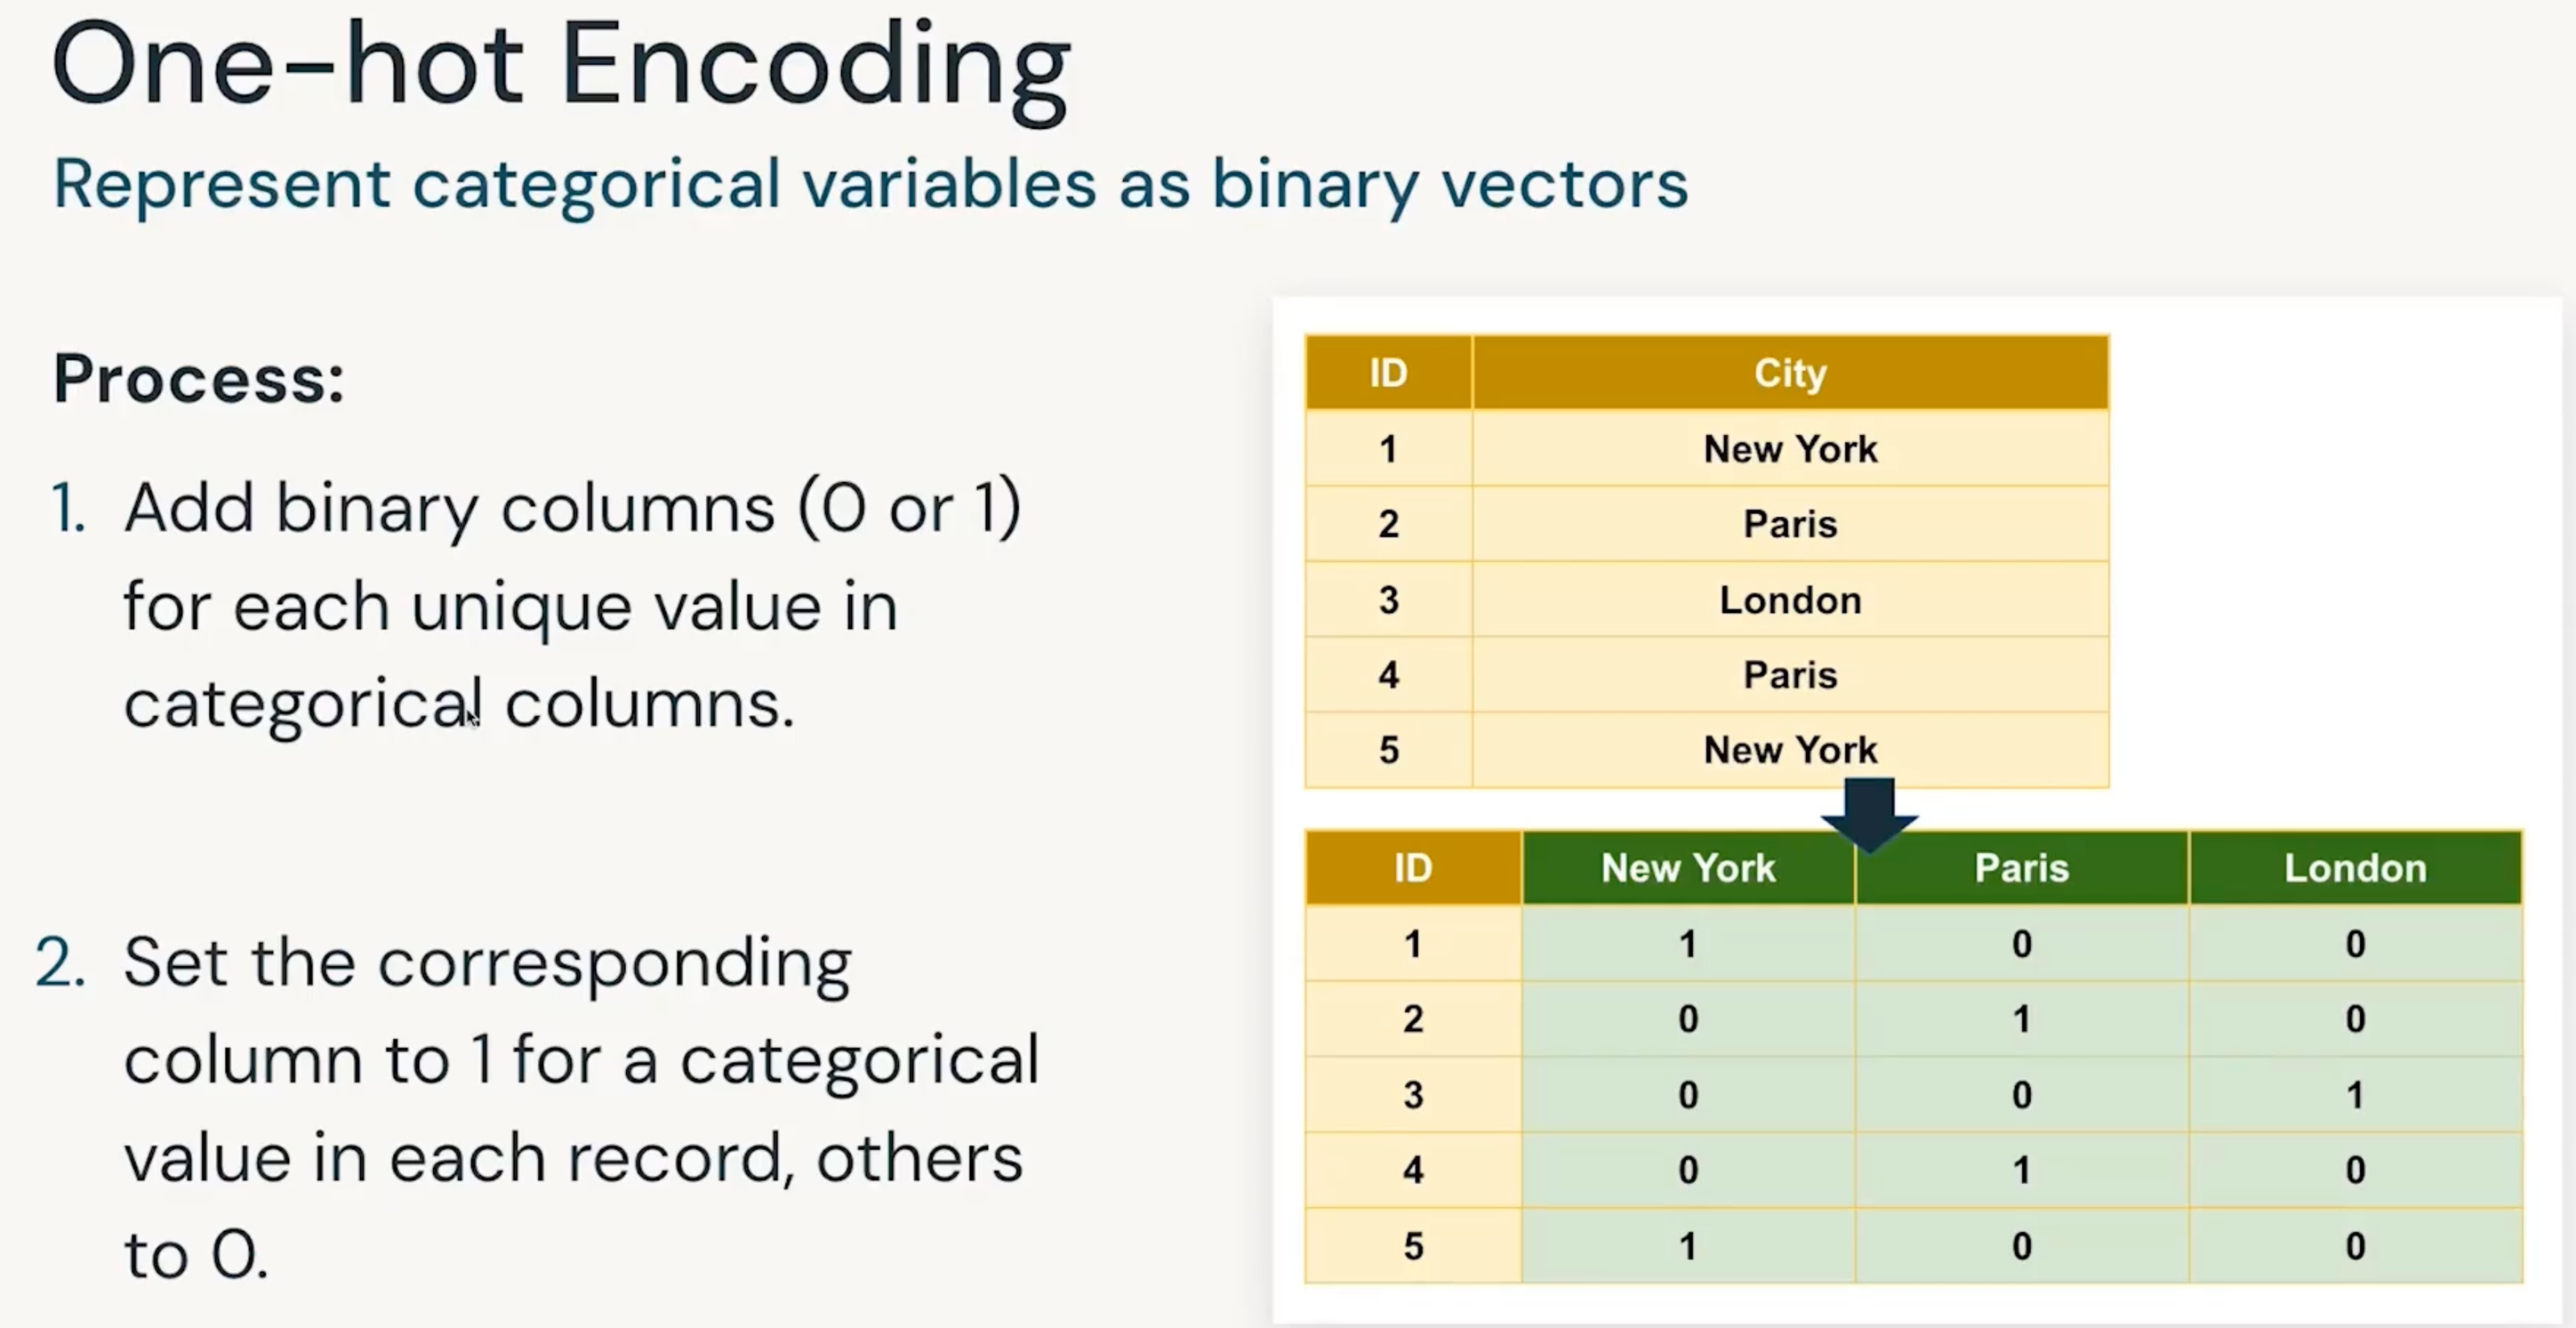 One-hot Encoding
Represent categorical variables as binary vectors
Process:
1. Add binary columns (0 or 1)
for each unique value in
categorical columns.
2. Set the corresponding
column to 1 for a categorical
value in each record, others
to 0.
ID City
1 New York
2 Paris
3 London
4 Paris
5 New York
ID New York Paris London
1 1 0 0
2 0 1 0
3 0 0 1
4 0 1 0
5 1 0 0